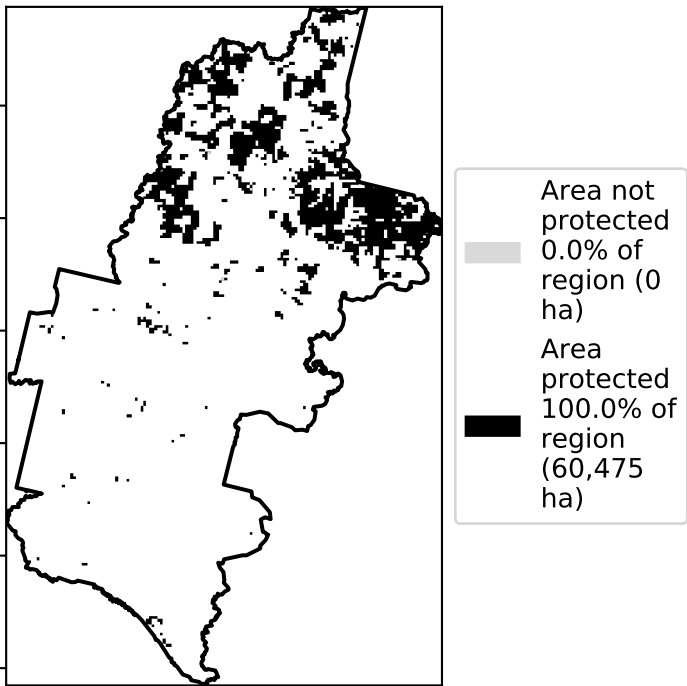 Area not
protected
0.0% of
region (0
ha)
Area
protected
100.0% of
region
(60,475
ha)